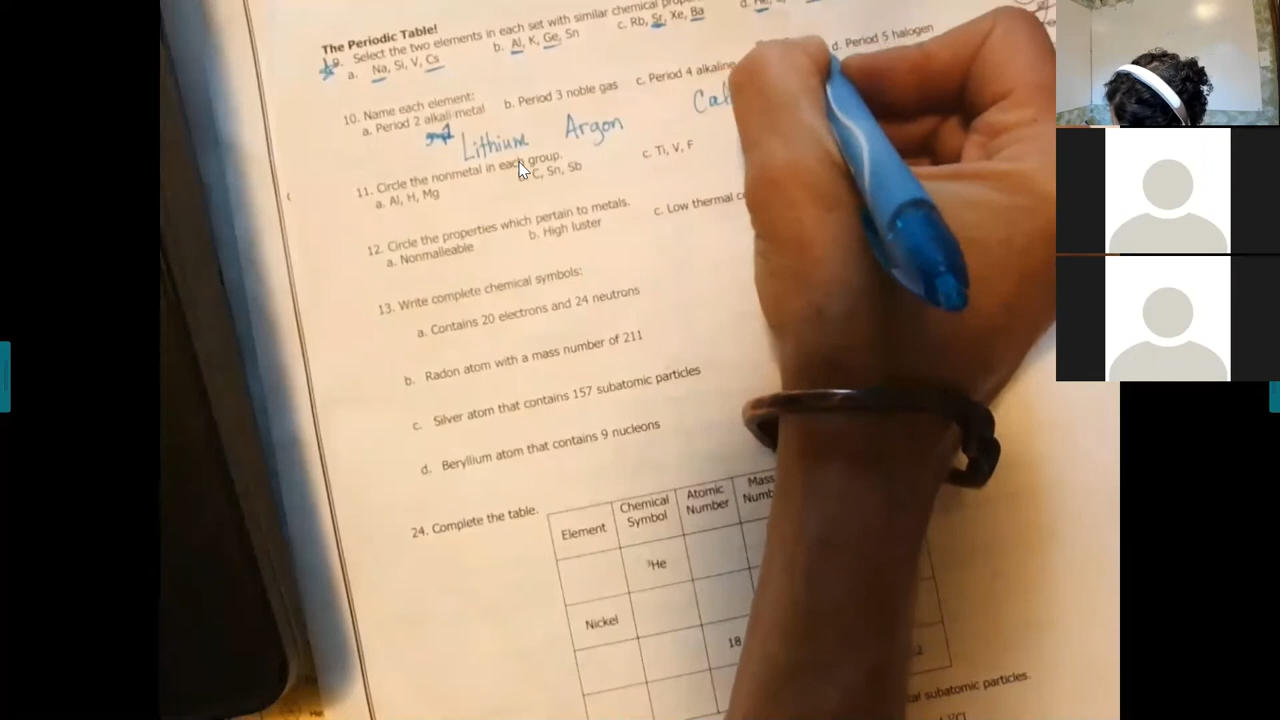 The Periodic Table!
9. Select the two elements in each set with similar chemical
a. Na, Si, V, Cs b. Al, K, Ge, Sn c. Rb, Sr, Xe, Ba d.
10. Name each element:
a. Period 2 alkali metal b. Period 3 noble gas c. Period 4 alkaline d. Period 5 halogen
Lithium Argon Cal
11. Circle the nonmetal in each group.
a. Al, H, Mg C, Sn, Sb c. Ti, V, F
12. Circle the properties which pertain to metals.
a. Nonmalleable b. High luster c. Low thermal
13. Write complete chemical symbols:
a. Contains 20 electrons and 24 neutrons
b. Radon atom with a mass number of 211
c. Silver atom that contains 157 subatomic particles
d. Beryllium atom that contains 9 nucleons
24. Complete the table.
Element Chemical Symbol Atomic Number Mass Numb
³He
Nickel
18
subatomic particles.